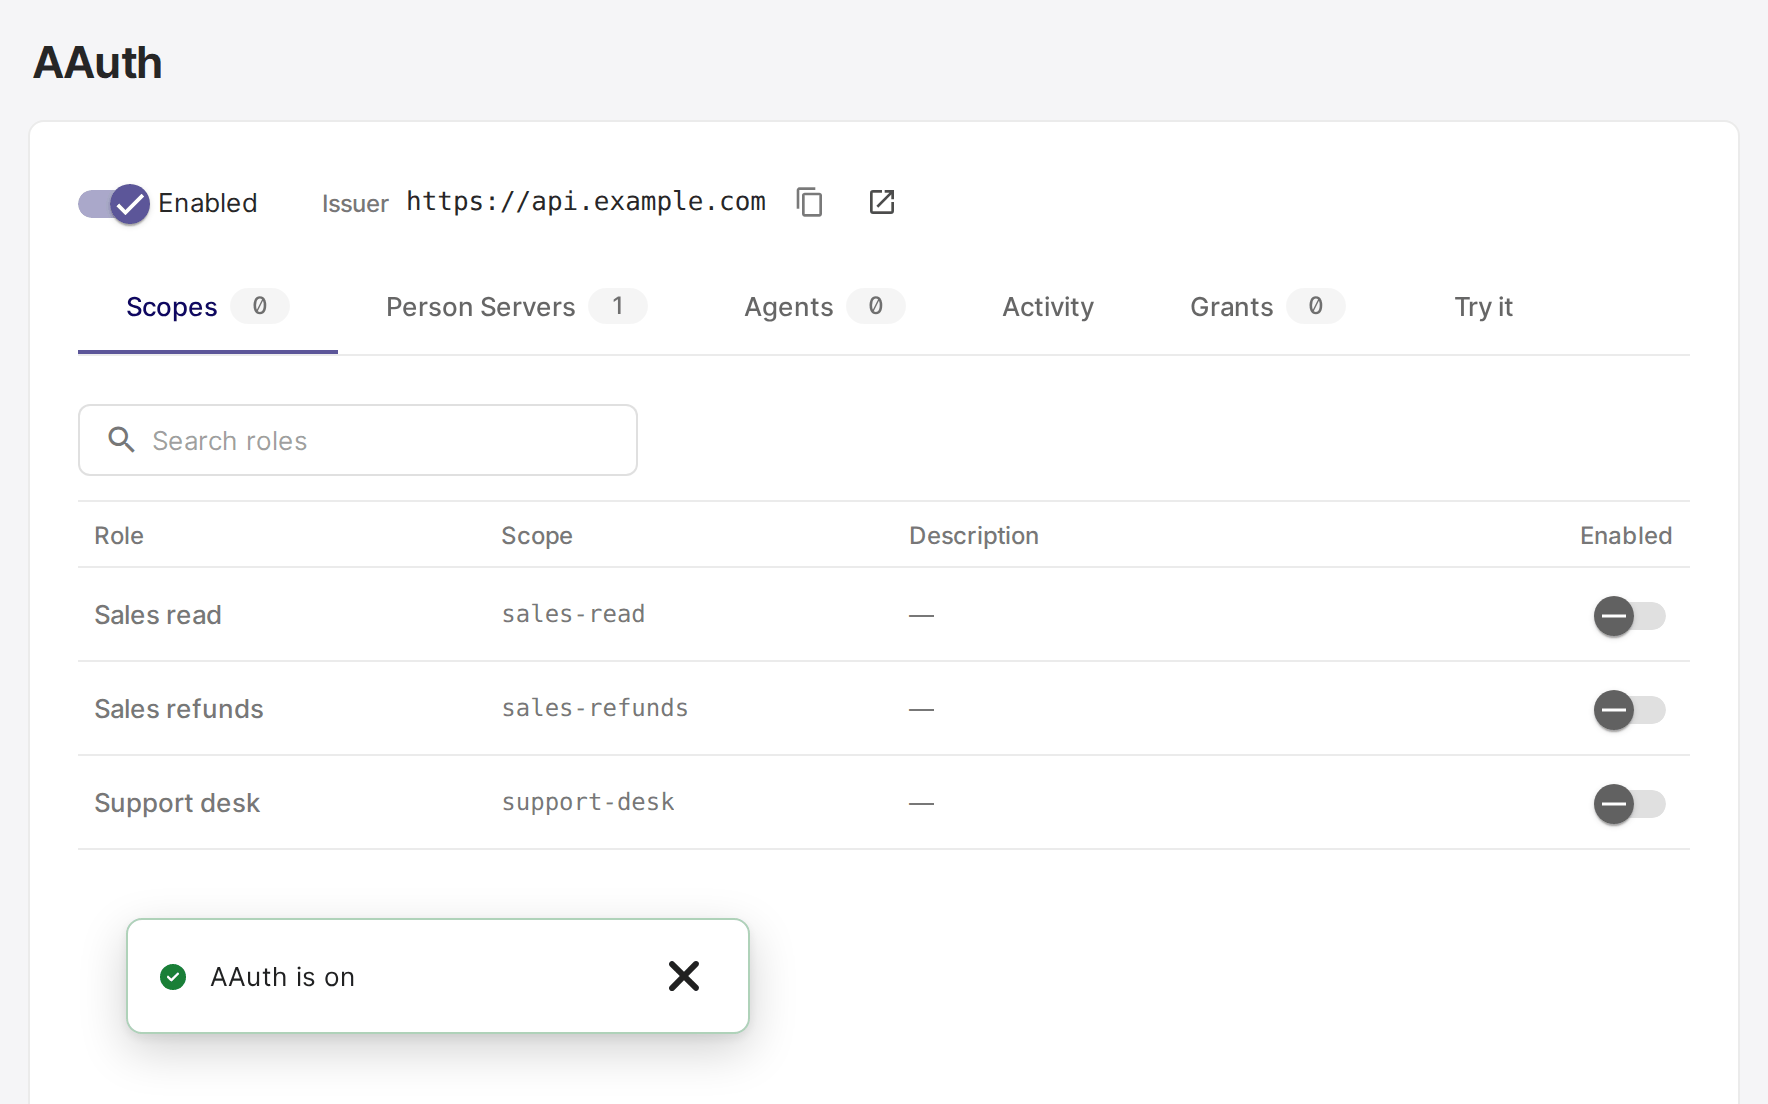 AAuth
Enabled Issuer https://api.example.com
Scopes 0 Person Servers 1 Agents 0 Activity Grants 0 Try it
Search roles
Role Scope Description Enabled
Sales read sales-read —
Sales refunds sales-refunds —
Support desk support-desk —
AAuth is on